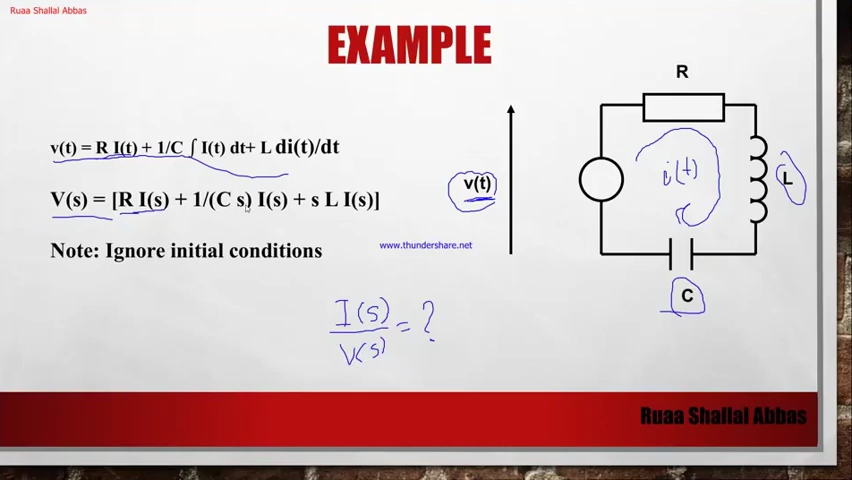 Ruaa Shallal Abbas
EXAMPLE
R
v(t) = R I(t) + 1/C ∫ I(t) dt+ L di(t)/dt
v(t)
i(t)
L
V(s) = [R I(s) + 1/(C s) I(s) + s L I(s)]
Note: Ignore initial conditions
www.thundershare.net
C
I(s)
V(s)
= ?
Ruaa Shallal Abbas